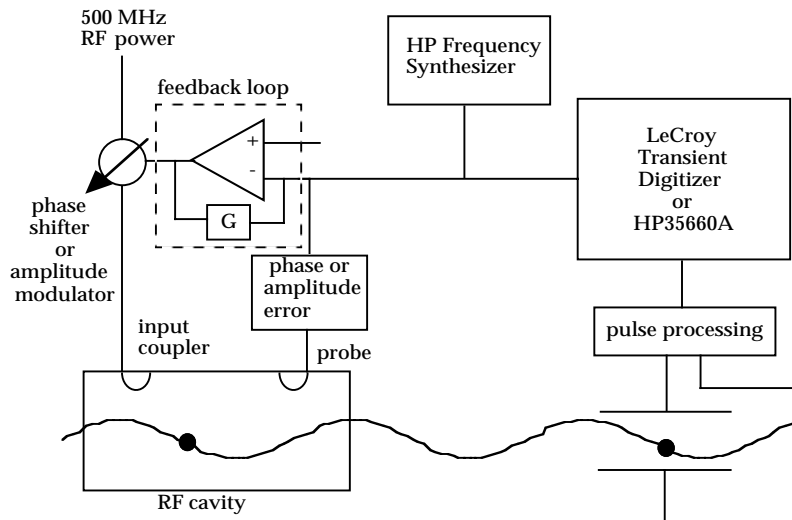 500 MHz
RF power
HP Frequency
Synthesizer
feedback loop
+
-
G
LeCroy
Transient
Digitizer
or
HP35660A
phase
shifter
or
amplitude
modulator
phase or
amplitude
error
input
coupler
probe
pulse processing
RF cavity